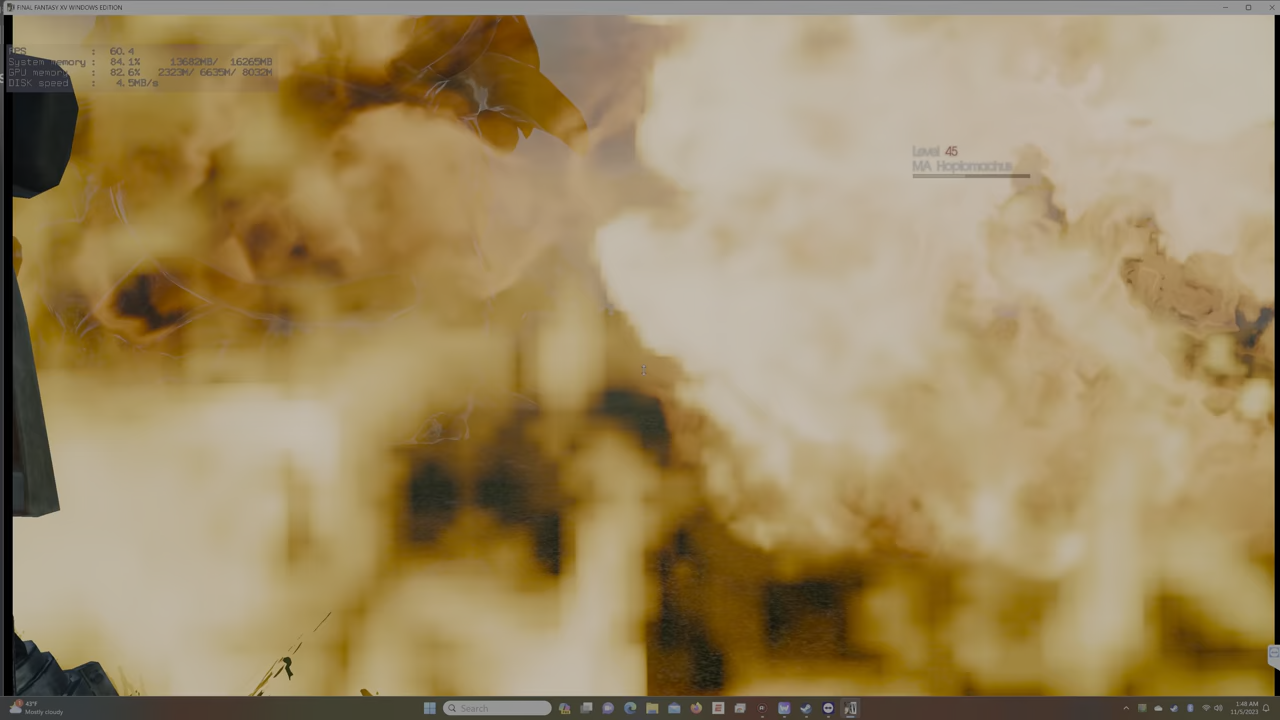 FINAL FANTASY XV WINDOWS EDITION
FPS : 60.4
System memory : 84.1% 13682MB/ 16265MB
GPU memory : 82.6% 2323M/ 6635M/ 8032M
DISK speed : 4.5MB/s
Level 45
MA Hoplomachus
43°F
Mostly cloudy
Search
1:48 AM
11/5/2023